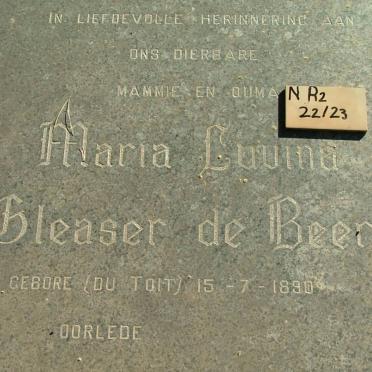 IN LIEFDEVOLLE HERINNERING AAN
ONS DIERBARE
MAMMIE EN OUMA
N R2
22/23
Maria Luvina
Gleaser de Beer
GEBORE (DU TOIT) 15-7-1890
OORLEDE